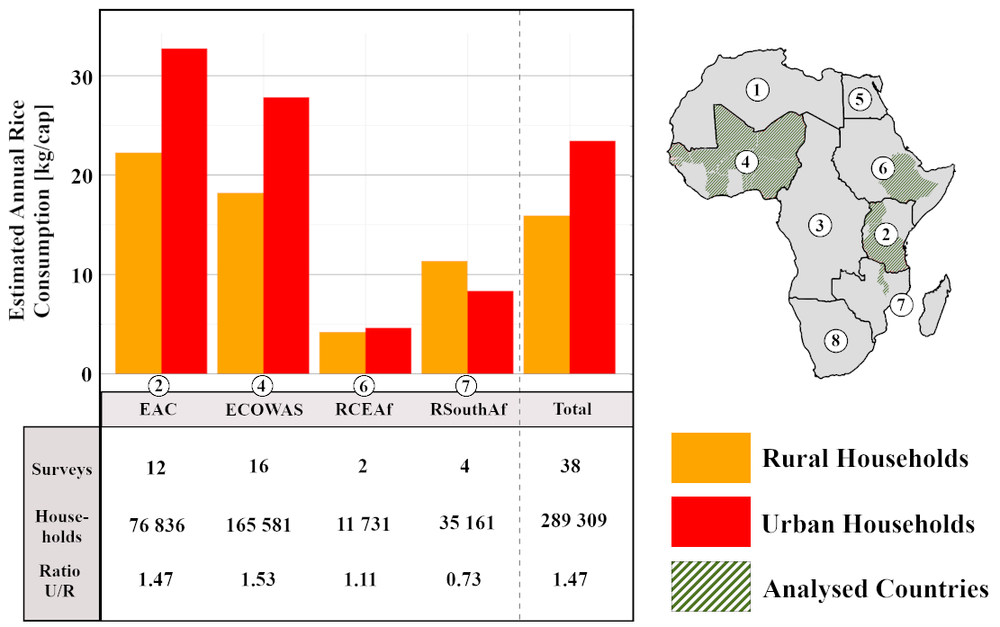 Estimated Annual Rice
Consumption [kg/cap]
30
20
10
0
2
4
6
7
EAC
ECOWAS
RCEAf
RSouthAf
Total
Surveys
12
16
2
4
38
House-
holds
76 836
165 581
11 731
35 161
289 309
Ratio
U/R
1.47
1.53
1.11
0.73
1.47
1
5
4
6
3
2
7
8
Rural Households
Urban Households
Analysed Countries